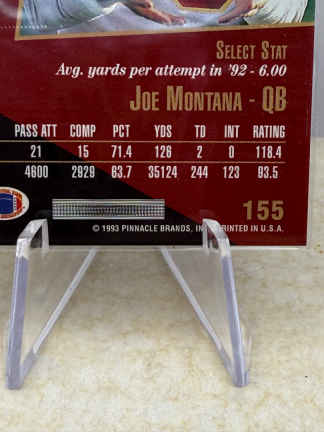 SELECT STAT
Avg. yards per attempt in '92 - 6.00
JOE MONTANA - QB
PASS ATT COMP PCT YDS TD INT RATING
21 15 71.4 126 2 0 118.4
4600 2929 63.7 35124 244 123 93.5
155
© 1993 PINNACLE BRANDS, IN PRINTED IN U.S.A.